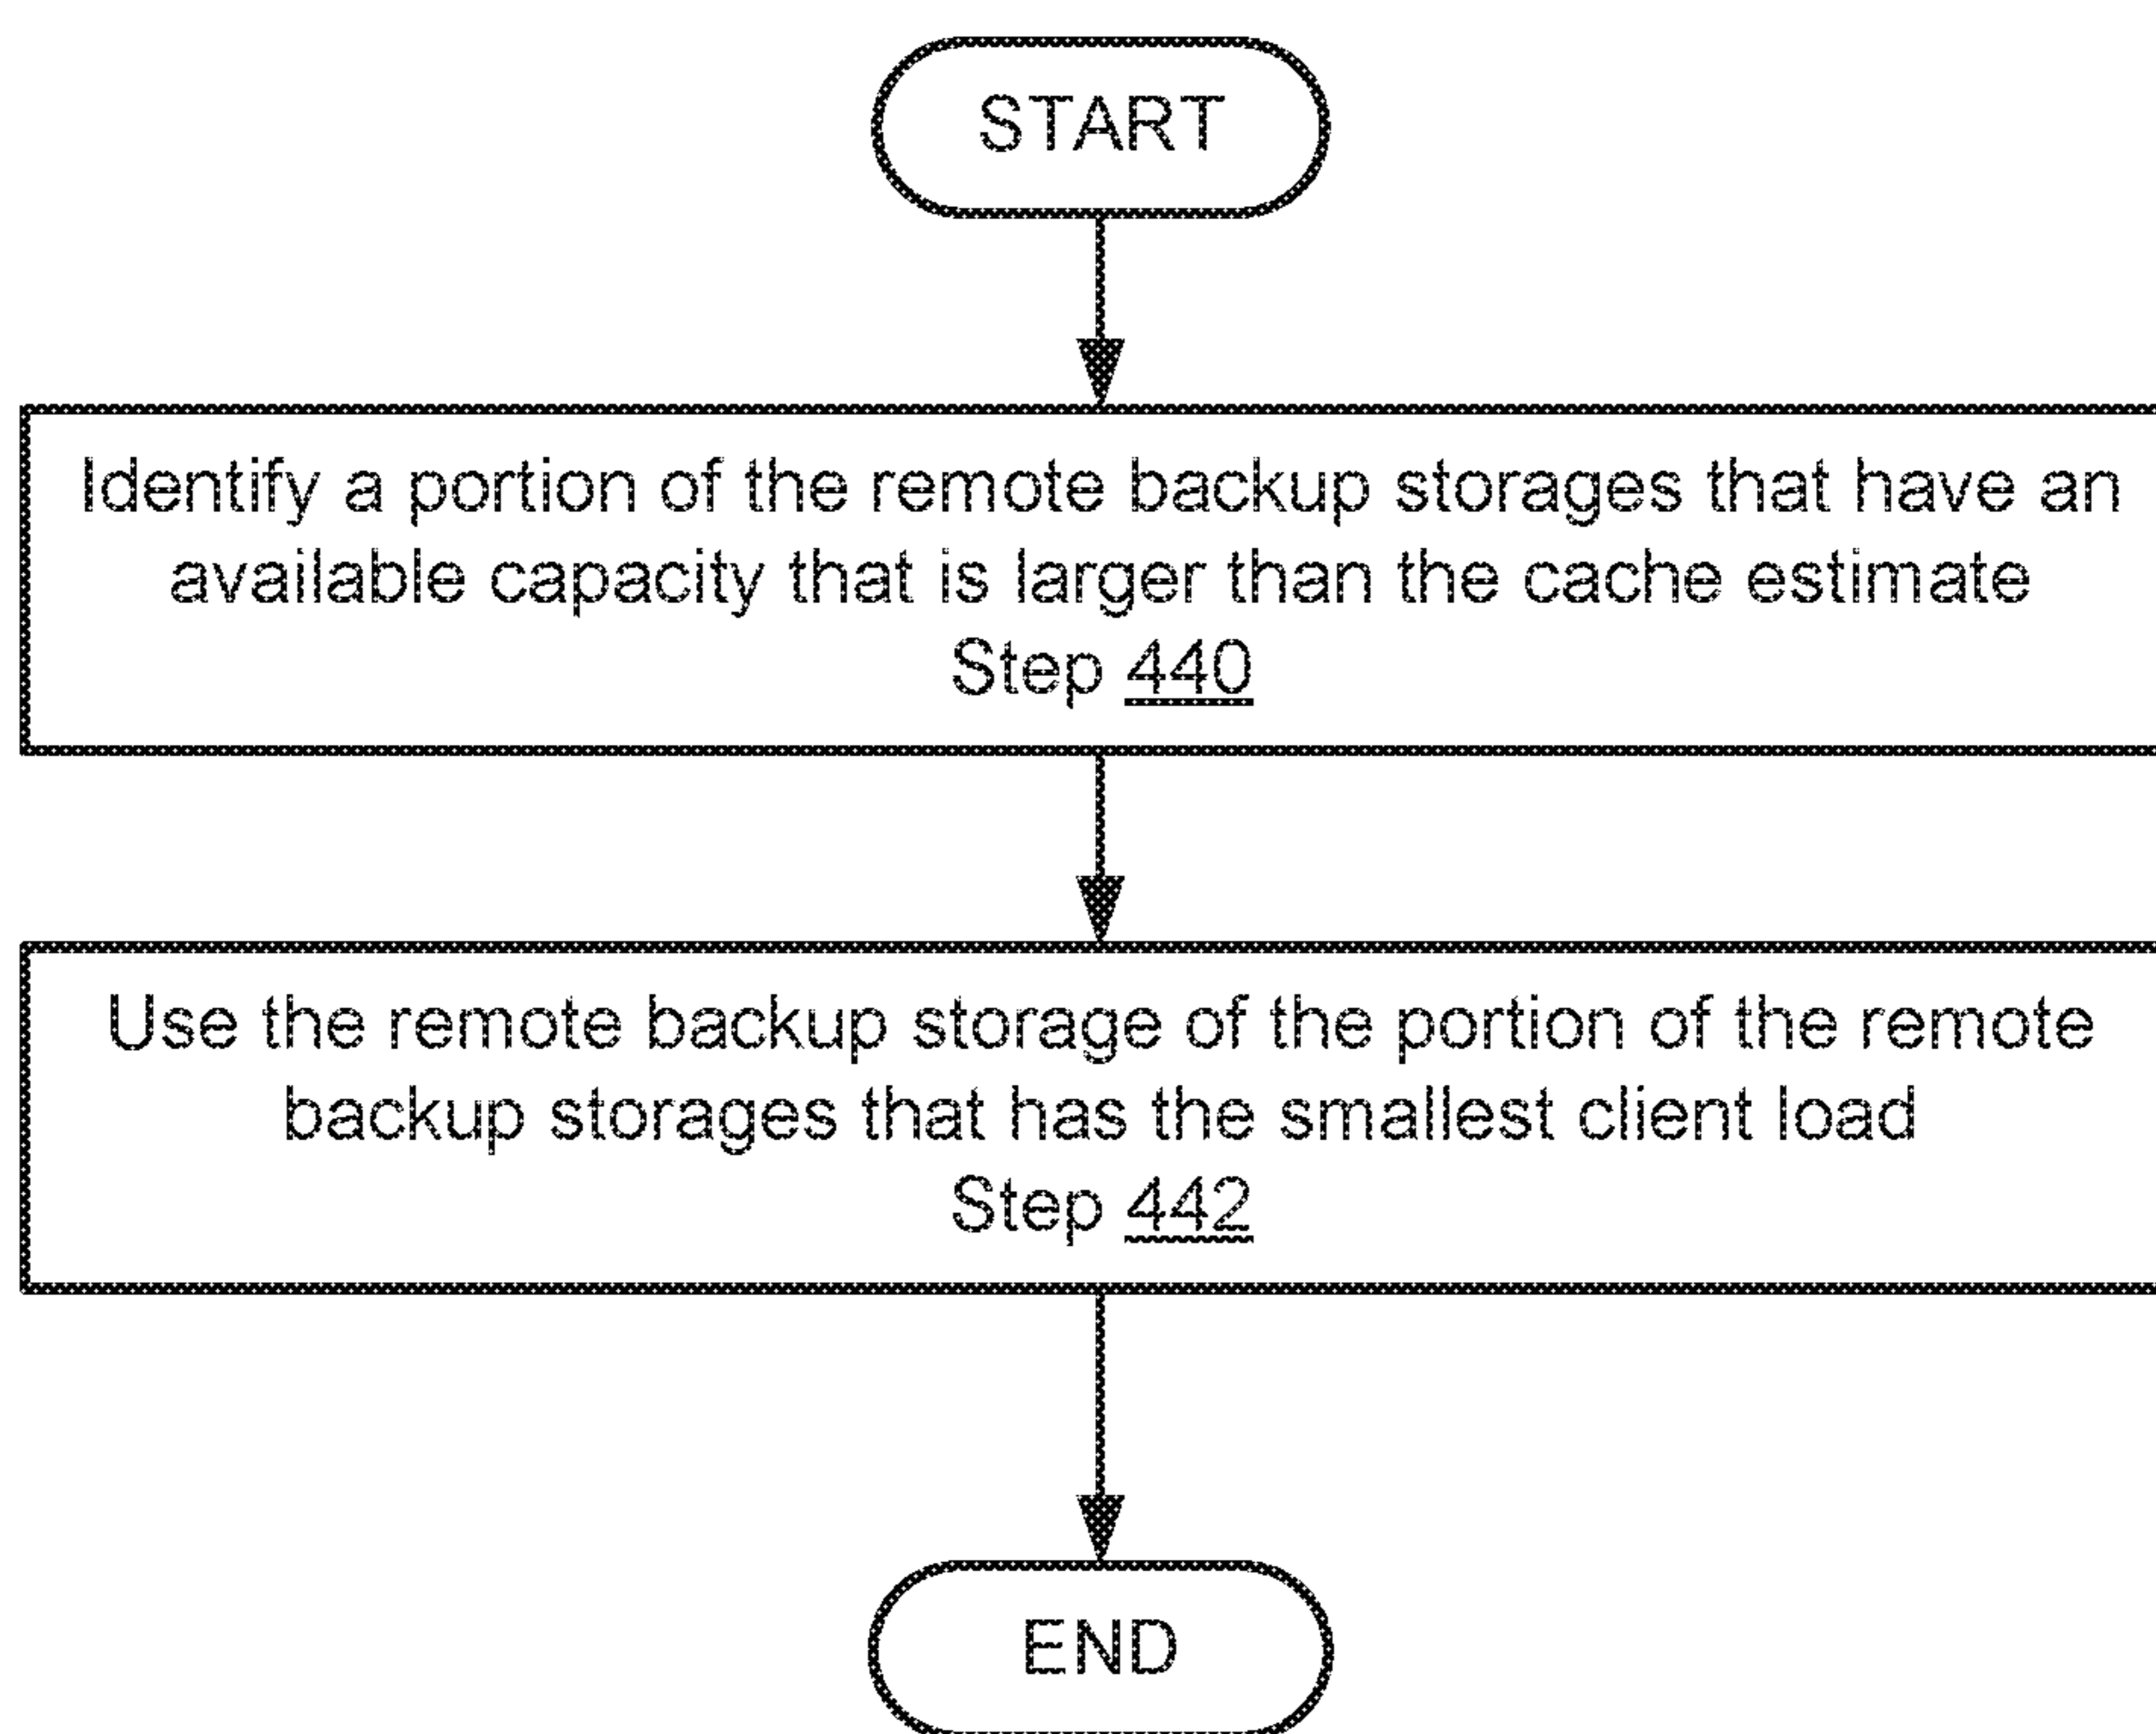 START
Identify a portion of the remote backup storages that have an
available capacity that is larger than the cache estimate
Step 440
Use the remote backup storage of the portion of the remote
backup storages that has the smallest client load
Step 442
END